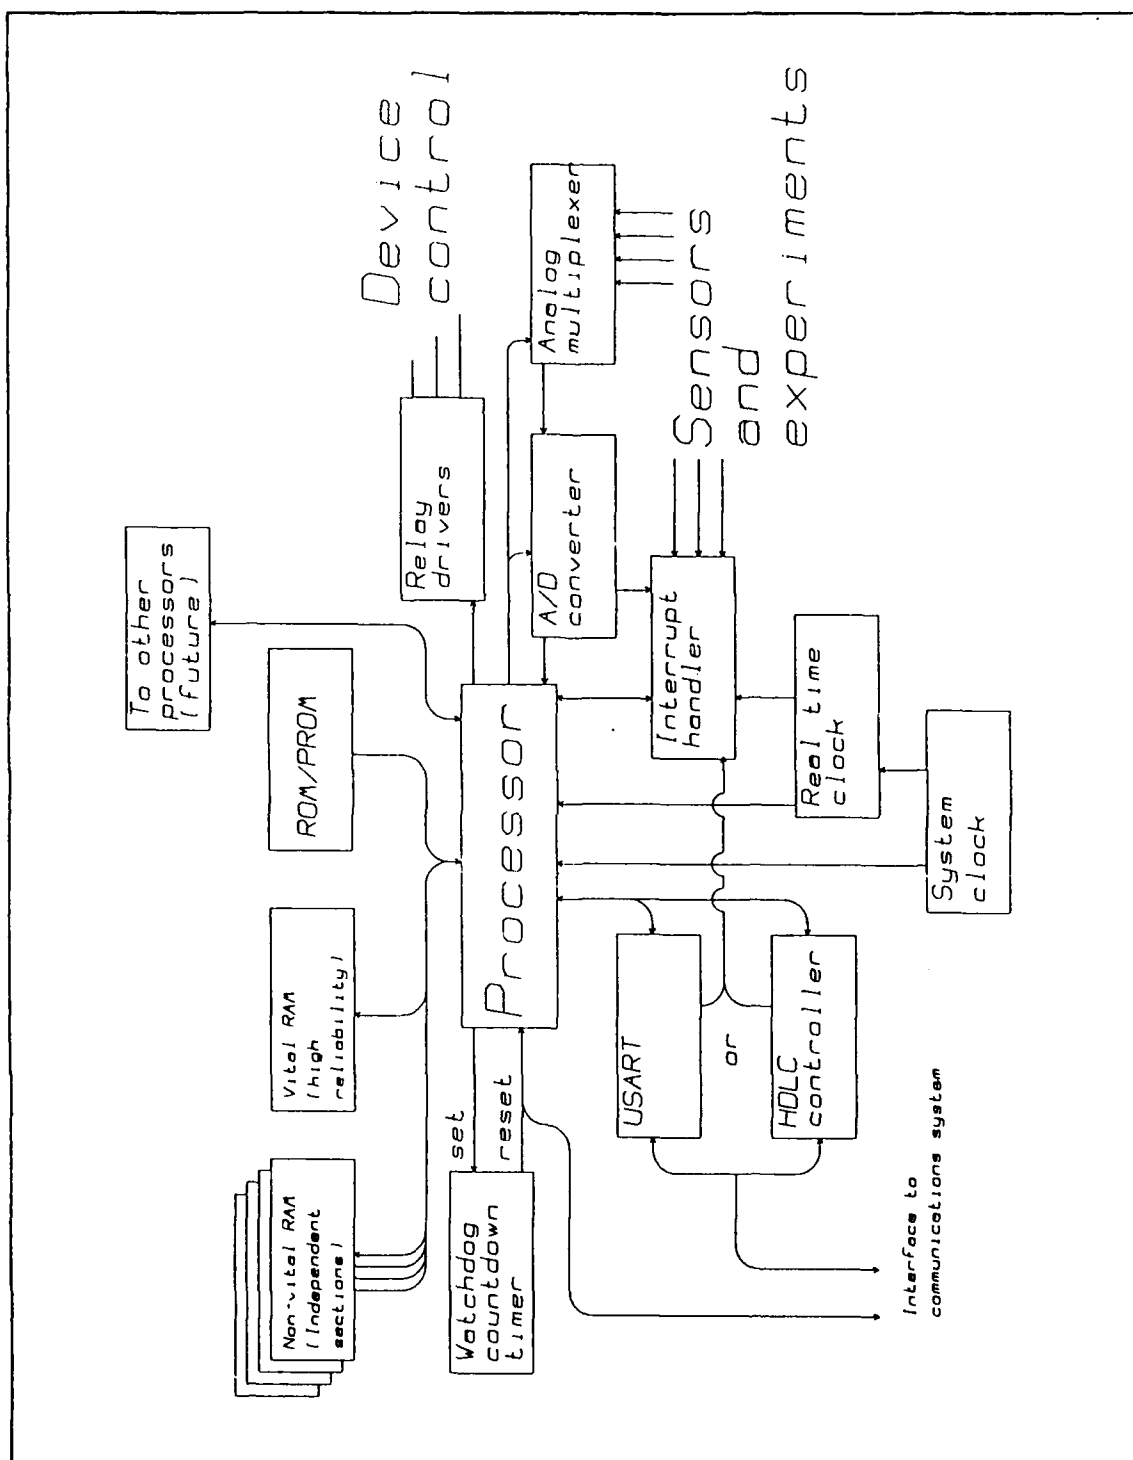 Non-vital RAM
(Independent
sections)
Vital RAM
(high
reliability)
ROM/PROM
To other
processors
(future)
Watchdog
countdown
timer
set
reset
Processor
Relay
drivers
Device
control
A/D
converter
Analog
multiplexer
USART
or
HDLC
controller
Interrupt
handler
Sensors
and
experiments
Real time
clock
System
clock
Interface to
communications system